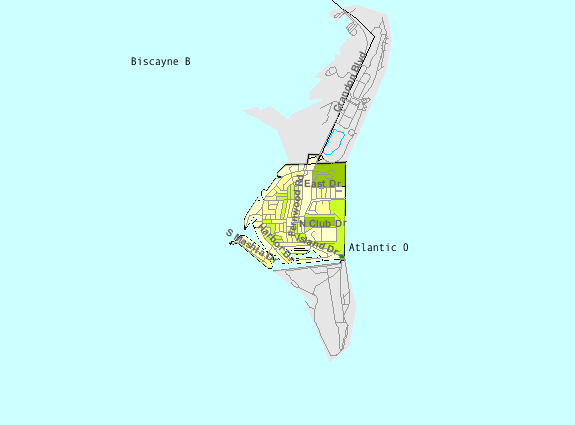 Biscayne B
Crandon Blvd
East Dr
Fernwood Rd
N Club Dr
Harbor Dr
Island Dr
S Mashta Dr
Atlantic O